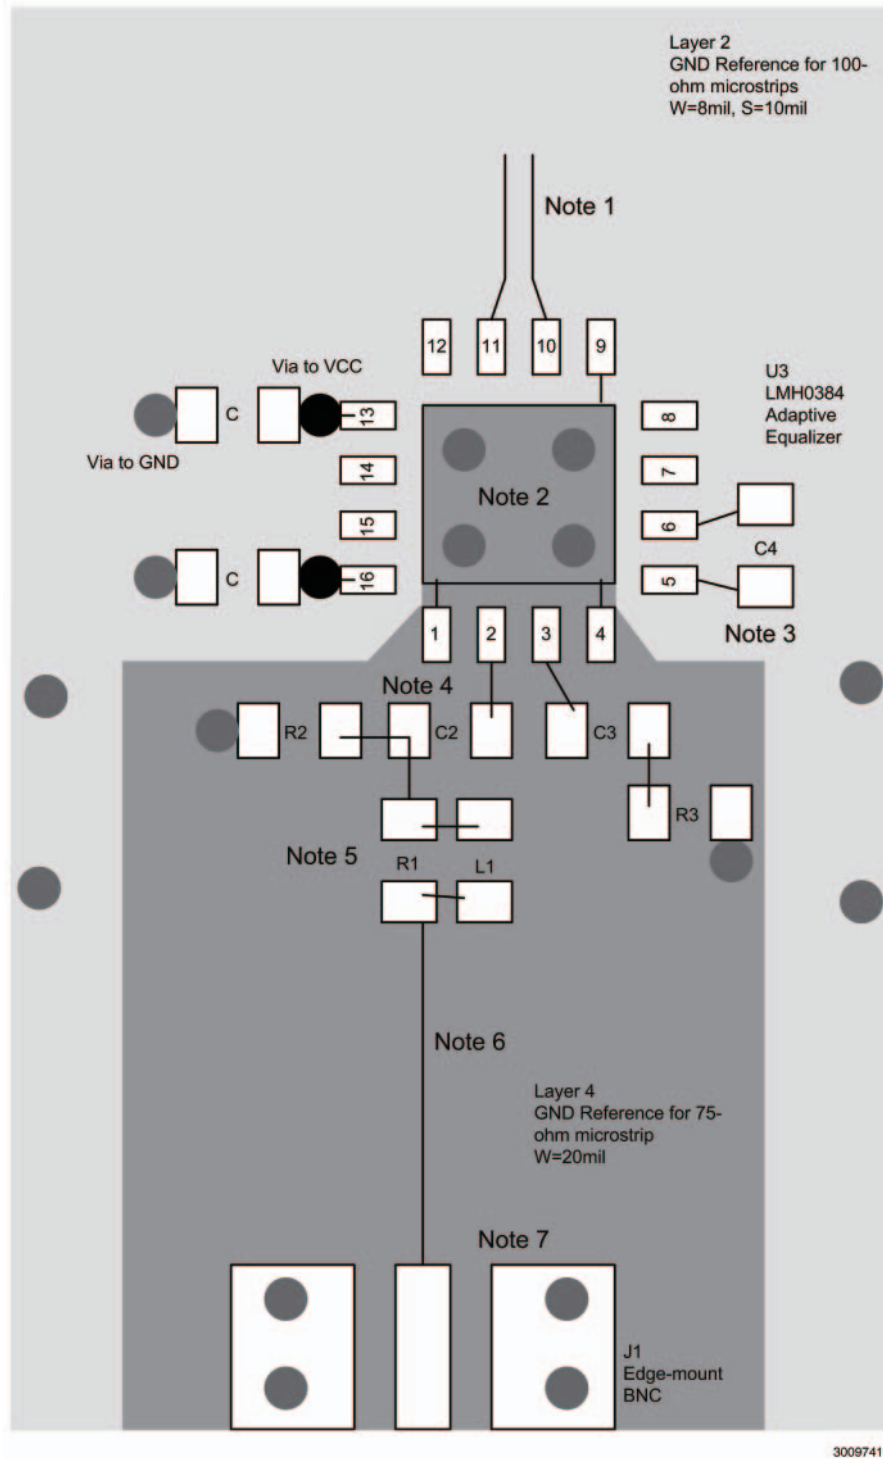 Layer 2
GND Reference for 100-
ohm microstrips
W=8mil, S=10mil
Note 1
12
11
10
9
Via to VCC
U3
LMH0384
Adaptive
Equalizer
C
13
8
Via to GND
14
7
Note 2
15
6
C4
C
16
5
Note 3
1
2
3
4
Note 4
R2
C2
C3
R3
Note 5
R1
L1
Note 6
Layer 4
GND Reference for 75-
ohm microstrip
W=20mil
Note 7
J1
Edge-mount
BNC
3009741